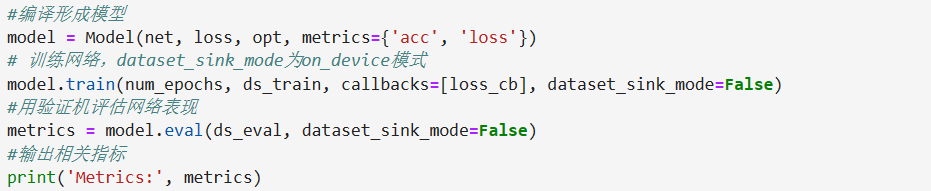 #编译形成模型
model = Model(net, loss, opt, metrics={'acc', 'loss'})
# 训练网络，dataset_sink_mode为on_device模式
model.train(num_epochs, ds_train, callbacks=[loss_cb], dataset_sink_mode=False)
#用验证机评估网络表现
metrics = model.eval(ds_eval, dataset_sink_mode=False)
#输出相关指标
print('Metrics:', metrics)